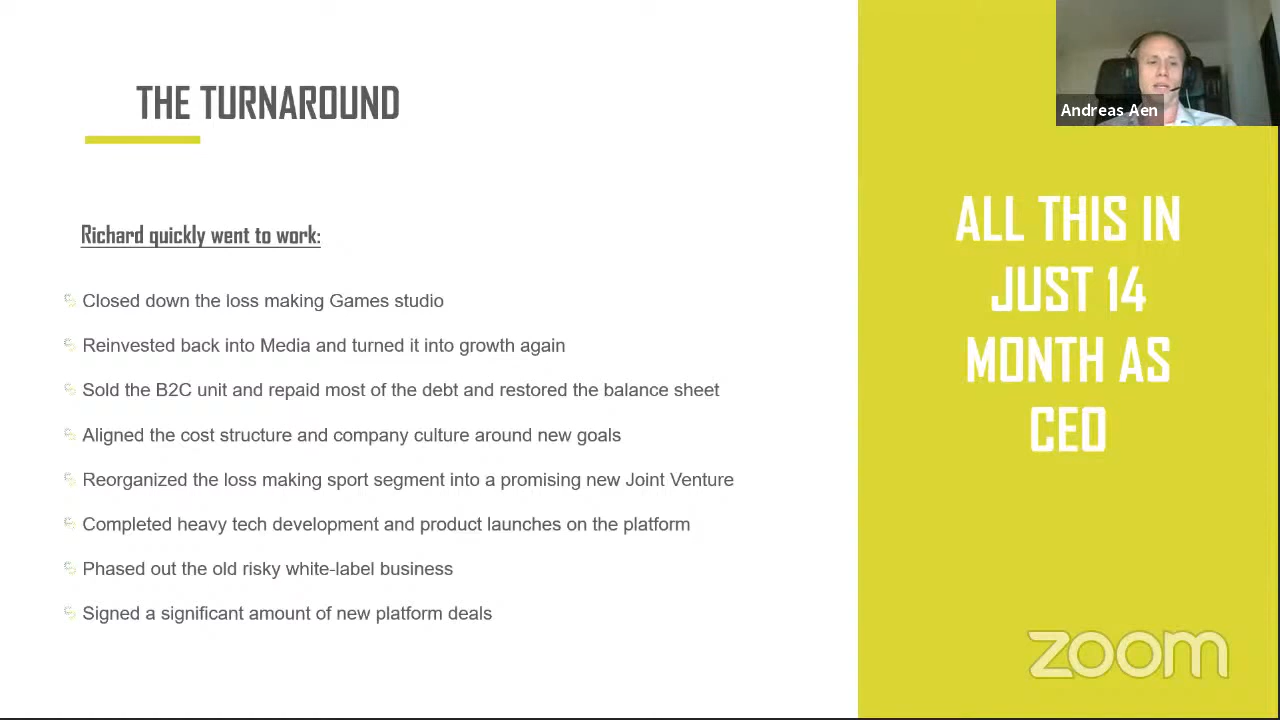 THE TURNAROUND
Richard quickly went to work:
Closed down the loss making Games studio
Reinvested back into Media and turned it into growth again
Sold the B2C unit and repaid most of the debt and restored the balance sheet
Aligned the cost structure and company culture around new goals
Reorganized the loss making sport segment into a promising new Joint Venture
Completed heavy tech development and product launches on the platform
Phased out the old risky white-label business
Signed a significant amount of new platform deals
Andreas Aen
ALL THIS IN
JUST 14
MONTH AS
CEO
zoom